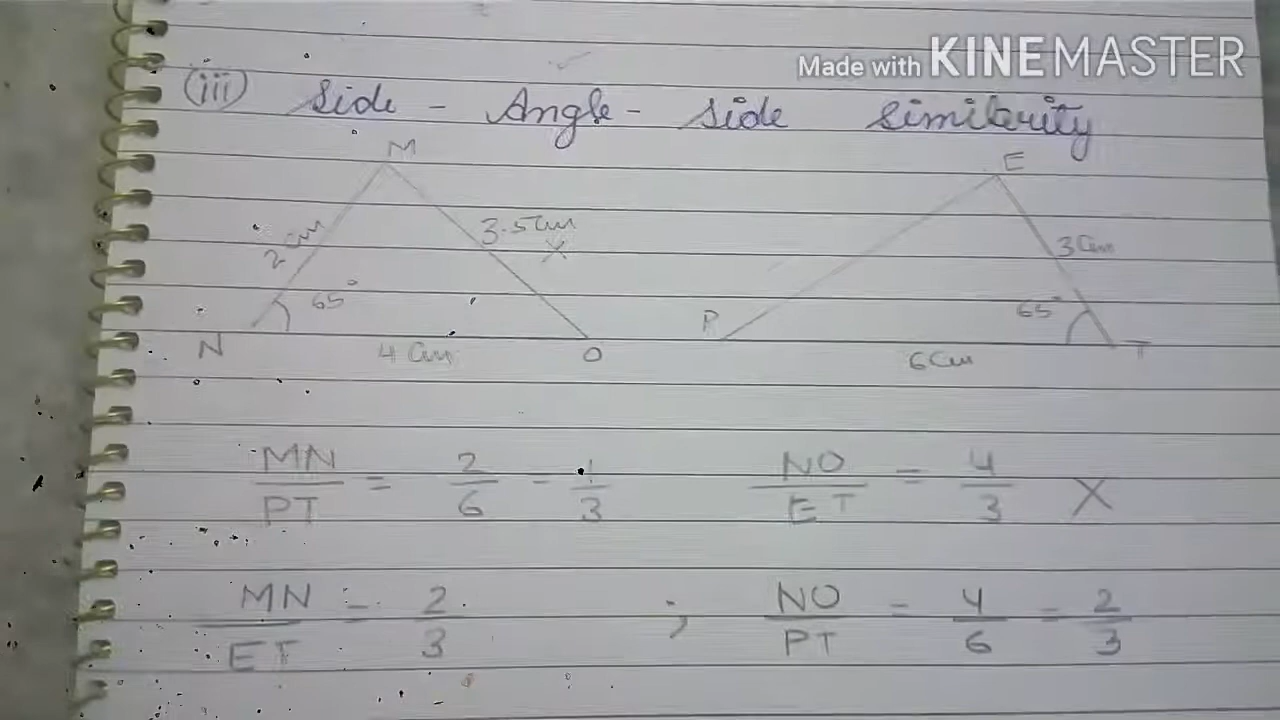 Made with KINEMASTER
(iii) Side - Angle - Side Similarity
M E
2 cm 3.5 cm 3 cm
X
65° 65°
N 4 cm O P 6 cm T
MN/PT = 2/6 = 1/3 NO/ET = 4/3 X
MN/ET = 2/3 ; NO/PT = 4/6 = 2/3